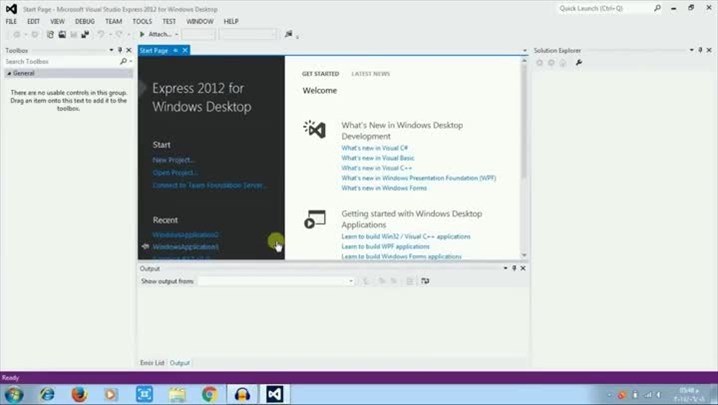 Start Page - Microsoft Visual Studio Express 2012 for Windows Desktop
Quick Launch (Ctrl+Q)
FILE EDIT VIEW DEBUG TEAM TOOLS TEST WINDOW HELP
Attach...
Toolbox
Search Toolbox
General
There are no usable controls in this group.
Drag an item onto this text to add it to the
toolbox.
Start Page
Express 2012 for
Windows Desktop
Start
New Project...
Open Project...
Connect to Team Foundation Server...
Recent
WindowsApplication2
WindowsApplication1
GET STARTED LATEST NEWS
Welcome
What's New in Windows Desktop
Development
What's new in Visual C#
What's new in Visual Basic
What's new in Visual C++
What's new in Windows Presentation Foundation (WPF)
What's new in Windows Forms
Getting started with Windows Desktop
Applications
Learn to build Win32 / Visual C++ applications
Learn to build WPF applications
Learn to build Windows Forms applications
Solution Explorer
Output
Show output from:
Error List Output
Ready